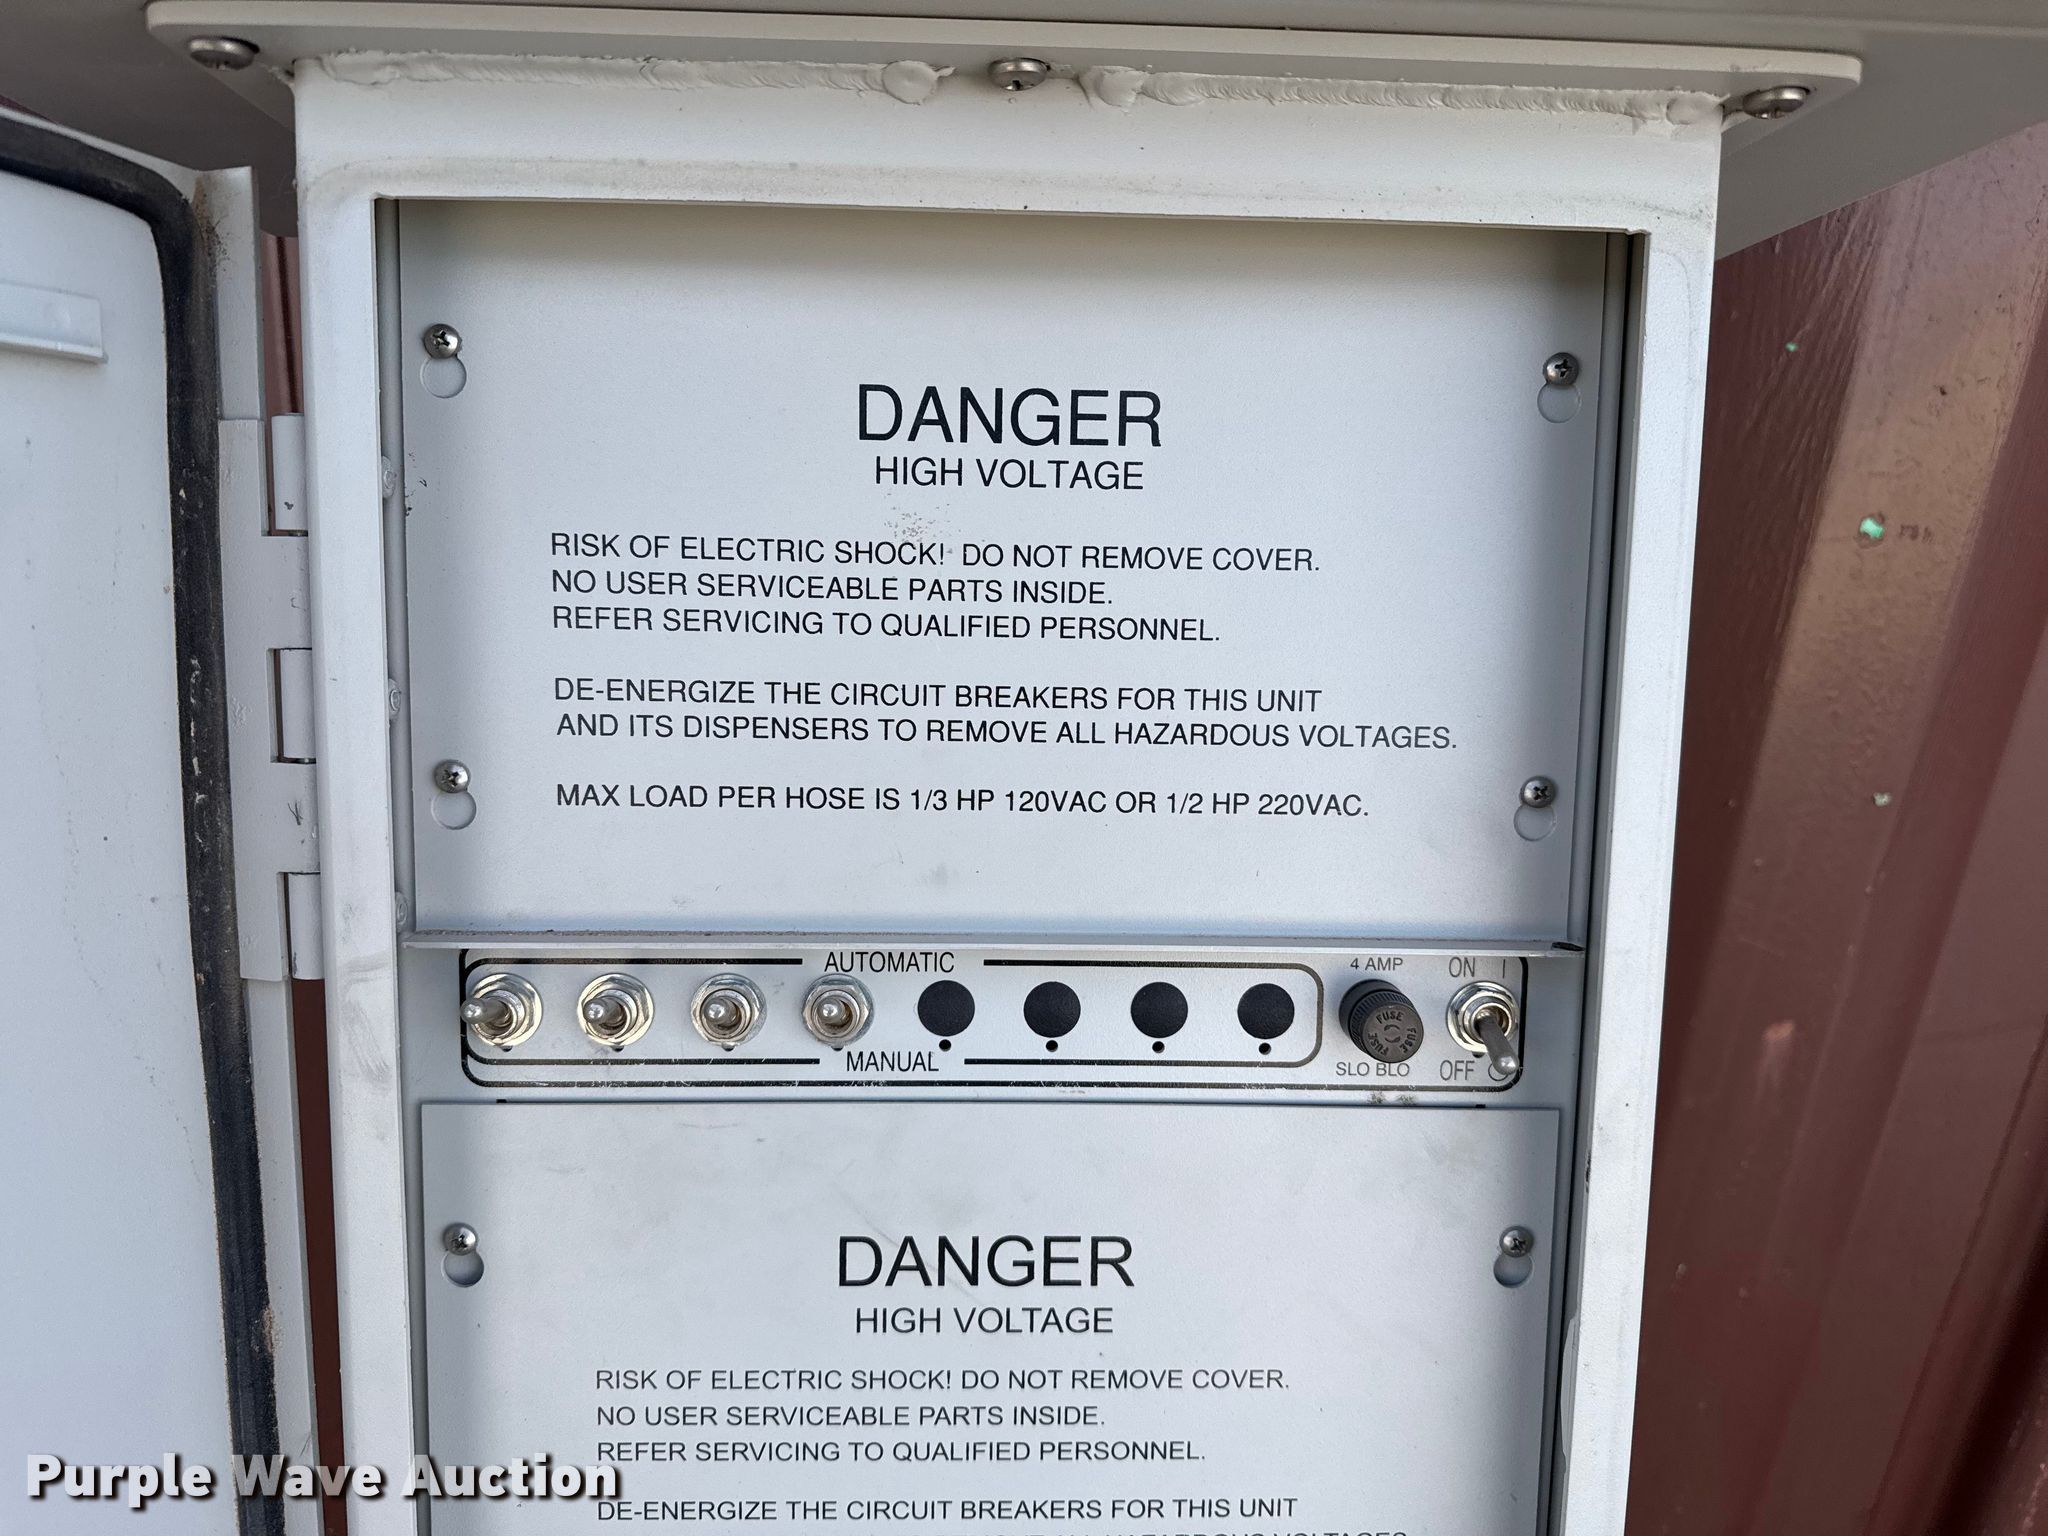 DANGER
HIGH VOLTAGE
RISK OF ELECTRIC SHOCK! DO NOT REMOVE COVER.
NO USER SERVICEABLE PARTS INSIDE.
REFER SERVICING TO QUALIFIED PERSONNEL.
DE-ENERGIZE THE CIRCUIT BREAKERS FOR THIS UNIT
AND ITS DISPENSERS TO REMOVE ALL HAZARDOUS VOLTAGES.
MAX LOAD PER HOSE IS 1/3 HP 120VAC OR 1/2 HP 220VAC.
AUTOMATIC
4 AMP
ON I
FUSE FUSE FUSE
MANUAL
SLO BLO
OFF O
DANGER
HIGH VOLTAGE
RISK OF ELECTRIC SHOCK! DO NOT REMOVE COVER.
NO USER SERVICEABLE PARTS INSIDE.
REFER SERVICING TO QUALIFIED PERSONNEL.
DE-ENERGIZE THE CIRCUIT BREAKERS FOR THIS UNIT
Purple Wave Auction